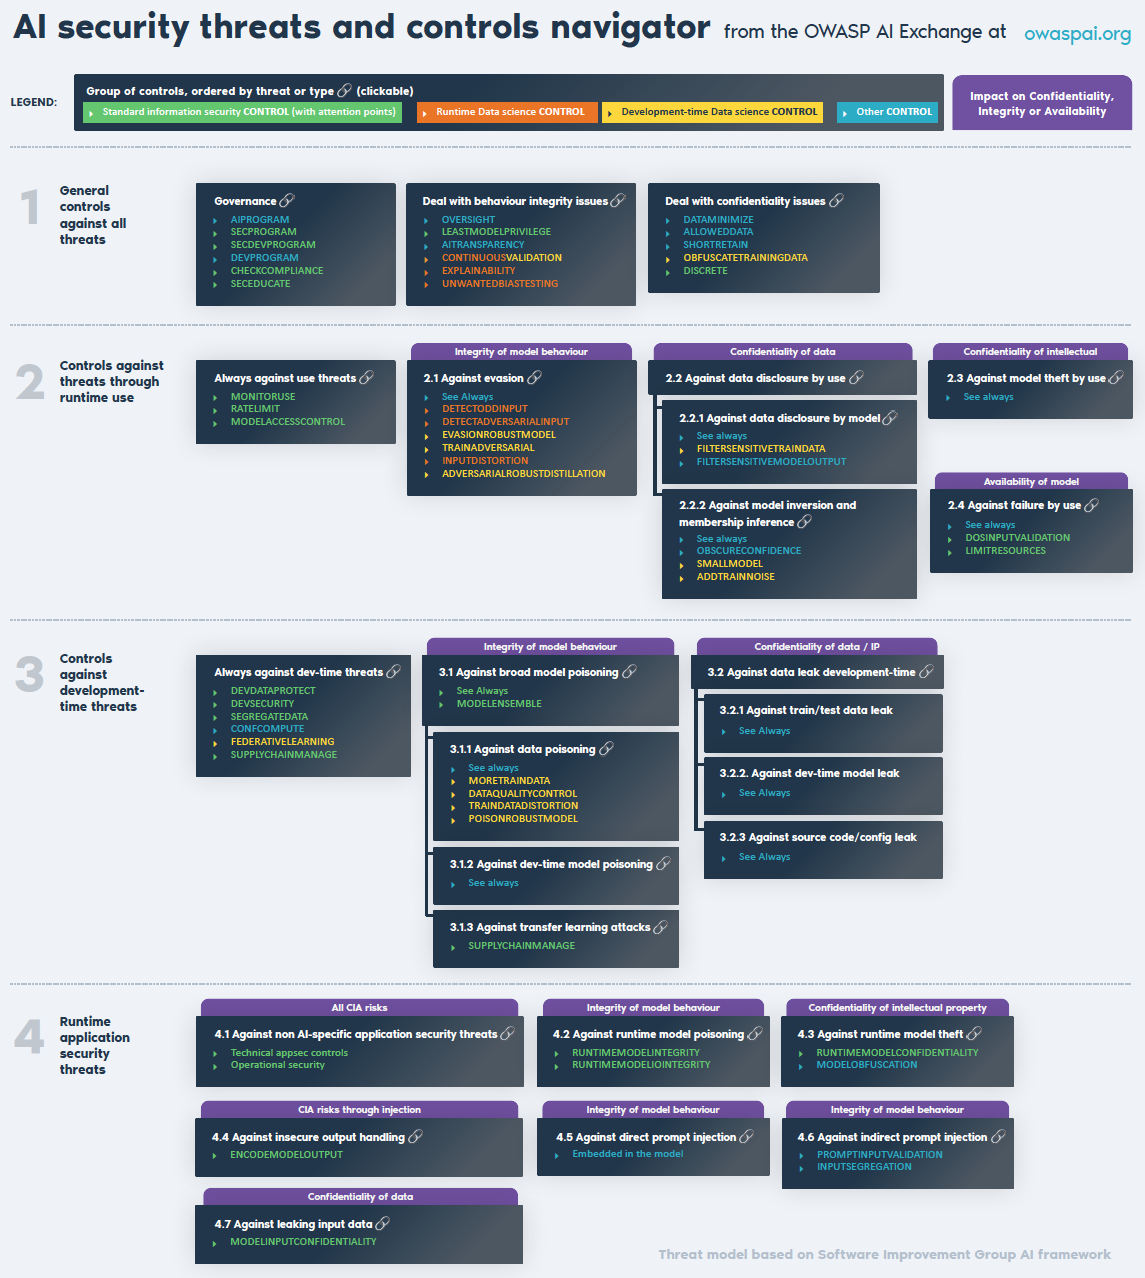 AI security threats and controls navigator from the OWASP AI Exchange at owaspai.org
LEGEND:
Group of controls, ordered by threat or type (clickable)
Standard information security CONTROL (with attention points)
Runtime Data science CONTROL
Development-time Data science CONTROL
Other CONTROL
Impact on Confidentiality,
Integrity or Availability
1
General
controls
against all
threats
Governance
AIPROGRAM
SECPROGRAM
SECDEVPROGRAM
DEVPROGRAM
CHECKCOMPLIANCE
SECEDUCATE
Deal with behaviour integrity issues
OVERSIGHT
LEASTMODELPRIVILEGE
AITRANSPARENCY
CONTINUOUSVALIDATION
EXPLAINABILITY
UNWANTEDBIASTESTING
Deal with confidentiality issues
DATAMINIMIZE
ALLOWEDDATA
SHORTRETAIN
OBFUSCATETRAININGDATA
DISCRETE
2
Controls against
threats through
runtime use
Always against use threats
MONITORUSE
RATELIMIT
MODELACCESSCONTROL
Integrity of model behaviour
2.1 Against evasion
See Always
DETECTODDINPUT
DETECTADVERSARIALINPUT
EVASIONROBUSTMODEL
TRAINADVERSARIAL
INPUTDISTORTION
ADVERSARIALROBUSTDISTILLATION
Confidentiality of data
2.2 Against data disclosure by use
2.2.1 Against data disclosure by model
See always
FILTERSENSITIVETRAINDATA
FILTERSENSITIVEMODELOUTPUT
2.2.2 Against model inversion and
membership inference
See always
OBSCURECONFIDENCE
SMALLMODEL
ADDTRAINNOISE
Confidentiality of intellectual
2.3 Against model theft by use
See always
Availability of model
2.4 Against failure by use
See always
DOSINPUTVALIDATION
LIMITRESOURCES
3
Controls
against
development-
time threats
Always against dev-time threats
DEVDATAPROTECT
DEVSECURITY
SEGREGATEDATA
CONFCOMPUTE
FEDERATIVELEARNING
SUPPLYCHAINMANAGE
Integrity of model behaviour
3.1 Against broad model poisoning
See Always
MODELENSEMBLE
3.1.1 Against data poisoning
See always
MORETRAINDATA
DATAQUALITYCONTROL
TRAINDATADISTORTION
POISONROBUSTMODEL
3.1.2 Against dev-time model poisoning
See always
3.1.3 Against transfer learning attacks
SUPPLYCHAINMANAGE
Confidentiality of data / IP
3.2 Against data leak development-time
3.2.1 Against train/test data leak
See Always
3.2.2. Against dev-time model leak
See Always
3.2.3 Against source code/config leak
See Always
4
Runtime
application
security
threats
All CIA risks
4.1 Against non AI-specific application security threats
Technical appsec controls
Operational security
Integrity of model behaviour
4.2 Against runtime model poisoning
RUNTIMEMODELINTEGRITY
RUNTIMEMODELIOINTEGRITY
Confidentiality of intellectual property
4.3 Against runtime model theft
RUNTIMEMODELCONFIDENTIALITY
MODELOBFUSCATION
CIA risks through injection
4.4 Against insecure output handling
ENCODEMODELOUTPUT
Integrity of model behaviour
4.5 Against direct prompt injection
Embedded in the model
Integrity of model behaviour
4.6 Against indirect prompt injection
PROMPTINPUTVALIDATION
INPUTSEGREGATION
Confidentiality of data
4.7 Against leaking input data
MODELINPUTCONFIDENTIALITY
Threat model based on Software Improvement Group AI framework